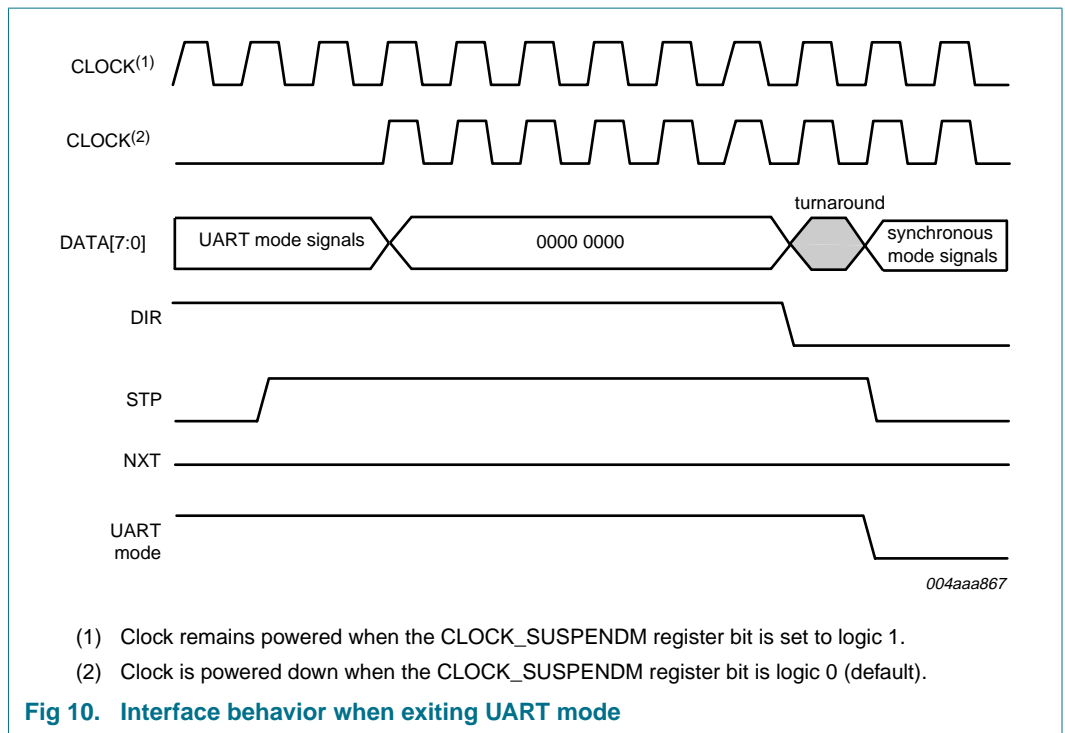 CLOCK(1)
CLOCK(2)
turnaround
DATA[7:0]
UART mode signals
0000 0000
synchronous
mode signals
DIR
STP
NXT
UART
mode
004aaa867
(1) Clock remains powered when the CLOCK_SUSPENDM register bit is set to logic 1.
(2) Clock is powered down when the CLOCK_SUSPENDM register bit is logic 0 (default).
Fig 10. Interface behavior when exiting UART mode